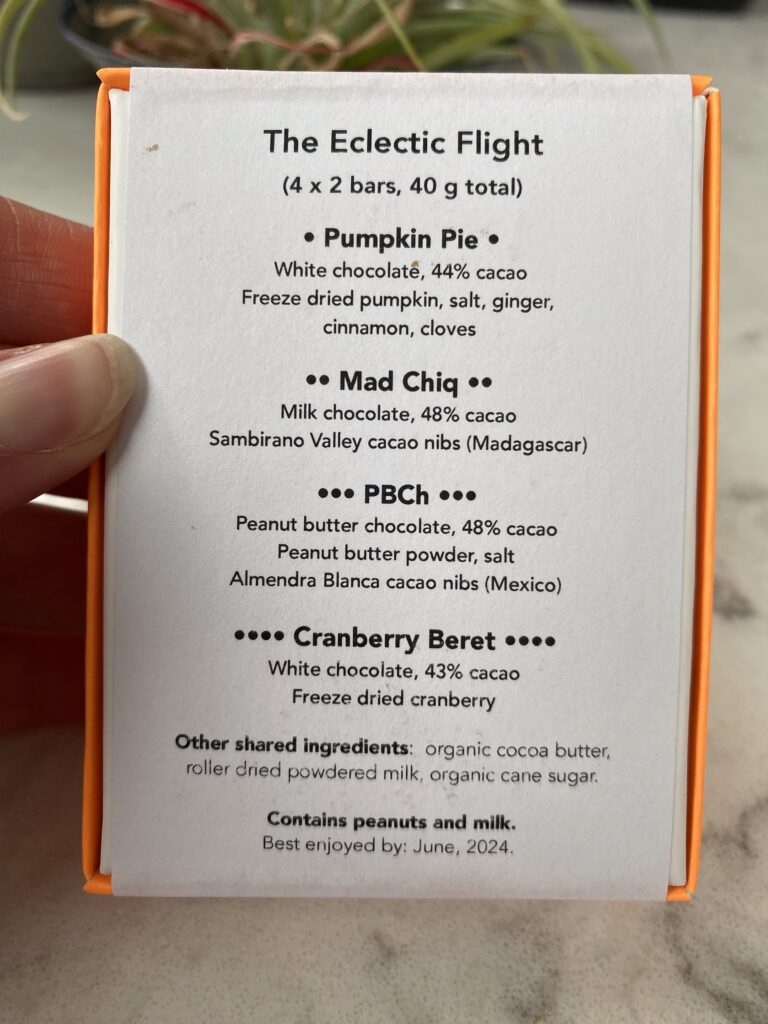 The Eclectic Flight
(4 x 2 bars, 40 g total)
• Pumpkin Pie •
White chocolate, 44% cacao
Freeze dried pumpkin, salt, ginger,
cinnamon, cloves
•• Mad Chiq ••
Milk chocolate, 48% cacao
Sambirano Valley cacao nibs (Madagascar)
••• PBCh •••
Peanut butter chocolate, 48% cacao
Peanut butter powder, salt
Almendra Blanca cacao nibs (Mexico)
•••• Cranberry Beret ••••
White chocolate, 43% cacao
Freeze dried cranberry
Other shared ingredients: organic cocoa butter,
roller dried powdered milk, organic cane sugar.
Contains peanuts and milk.
Best enjoyed by: June, 2024.